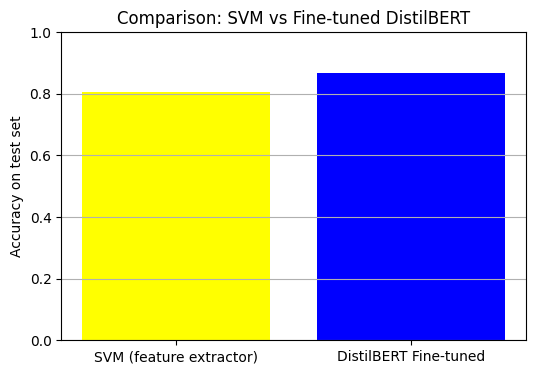 Comparison: SVM vs Fine-tuned DistilBERT
Accuracy on test set
1.0
0.8
0.6
0.4
0.2
0.0
SVM (feature extractor)
DistilBERT Fine-tuned